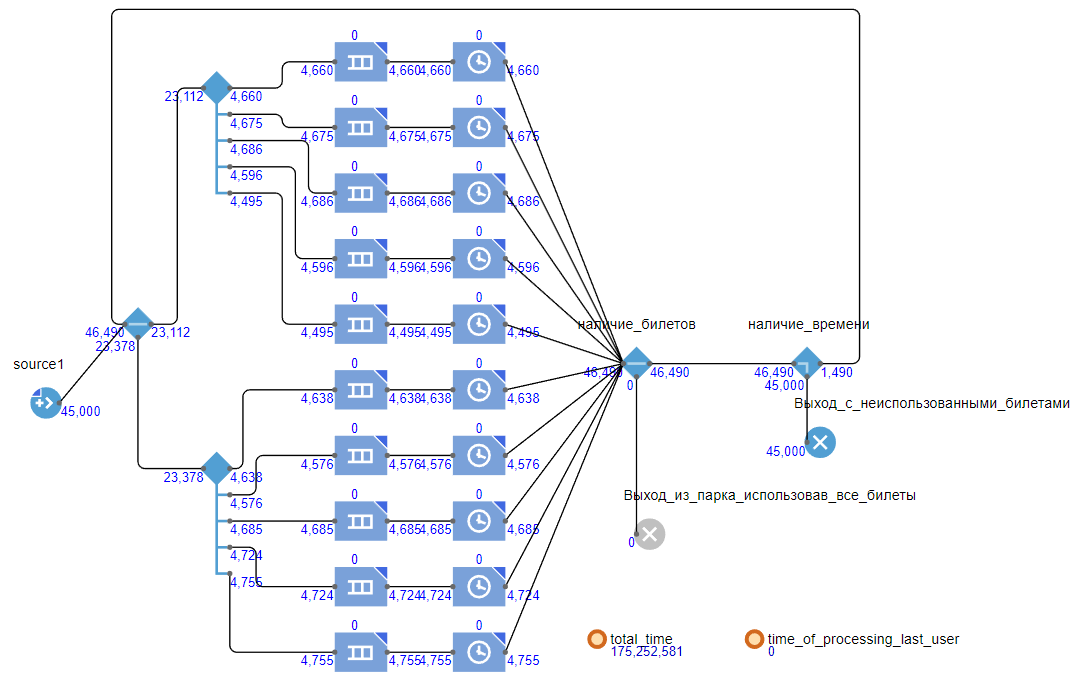 0 0
4,660 4,660 4,660 4,660
23,112 4,660
0 0
4,675
4,675 4,675 4,675 4,675
4,686
0 0
4,596
4,686 4,686 4,686 4,686
4,495
0 0
4,596 4,596 4,596 4,596
0 0
наличие_билетов наличие_времени
46,490 23,112 4,495 4,495 4,495 4,495
23,378
source1
0 0
46,490 46,490 46,490 1,490
0 45,000
4,638 4,638 4,638 4,638
Выход_с_неиспользованными_билетами
45,000
0 0
45,000
4,576 4,576 4,576 4,576
23,378 4,638
0 0
Выход_из_парка_использовав_все_билеты
4,576
4,685
4,685 4,685 4,685 4,685
0
4,724
0 0
4,755
4,724 4,724 4,724 4,724
0 0
total_time time_of_processing_last_user
175,252,581 0
4,755 4,755 4,755 4,755